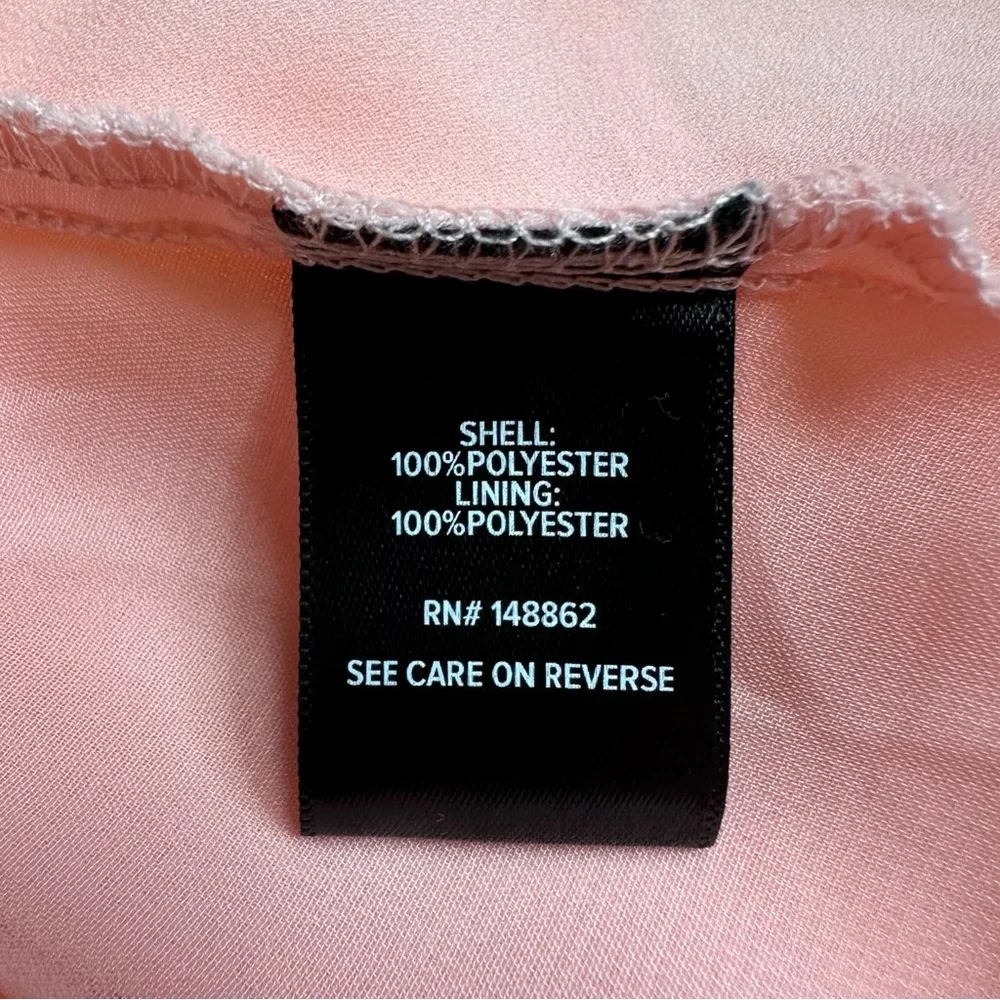 SHELL:
100%POLYESTER
LINING:
100%POLYESTER
RN# 148862
SEE CARE ON REVERSE